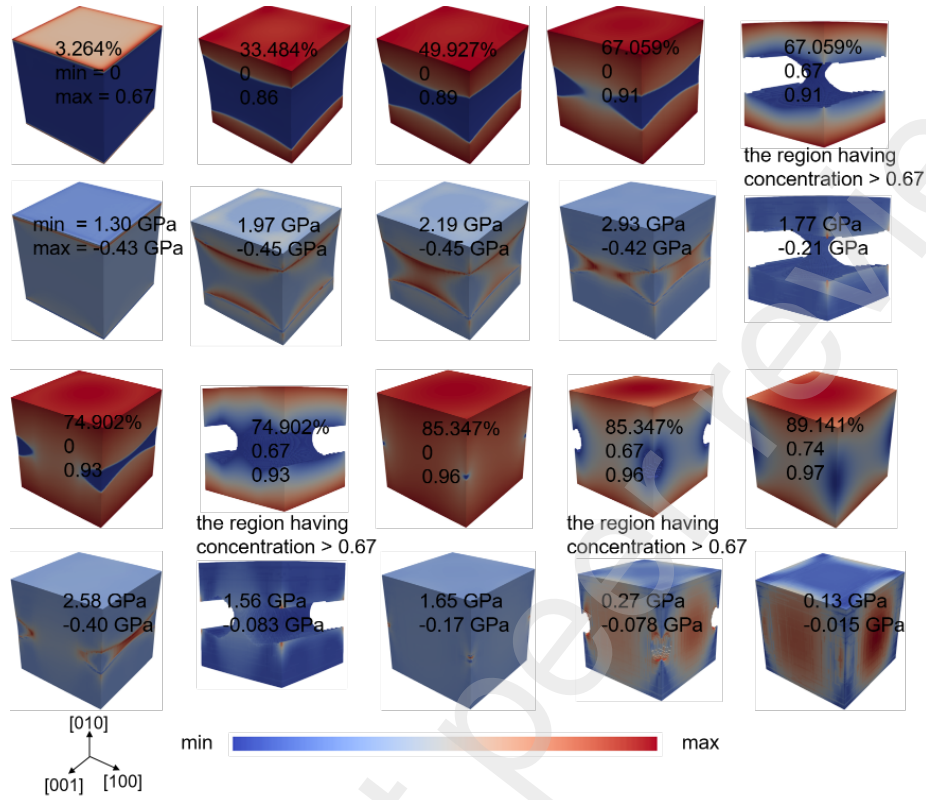 3.264%
min = 0
max = 0.67
33.484%
0
0.86
49.927%
0
0.89
67.059%
0
0.91
67.059%
0.67
0.91
the region having
concentration > 0.67
min = 1.30 GPa
max = -0.43 GPa
1.97 GPa
-0.45 GPa
2.19 GPa
-0.45 GPa
2.93 GPa
-0.42 GPa
1.77 GPa
-0.21 GPa
74.902%
0
0.93
74.902%
0.67
0.93
the region having
concentration > 0.67
85.347%
0
0.96
85.347%
0.67
0.96
the region having
concentration > 0.67
89.141%
0.74
0.97
2.58 GPa
-0.40 GPa
1.56 GPa
-0.083 GPa
1.65 GPa
-0.17 GPa
0.27 GPa
-0.078 GPa
0.13 GPa
-0.015 GPa
[010]
[001]
[100]
min
max
t peer revie